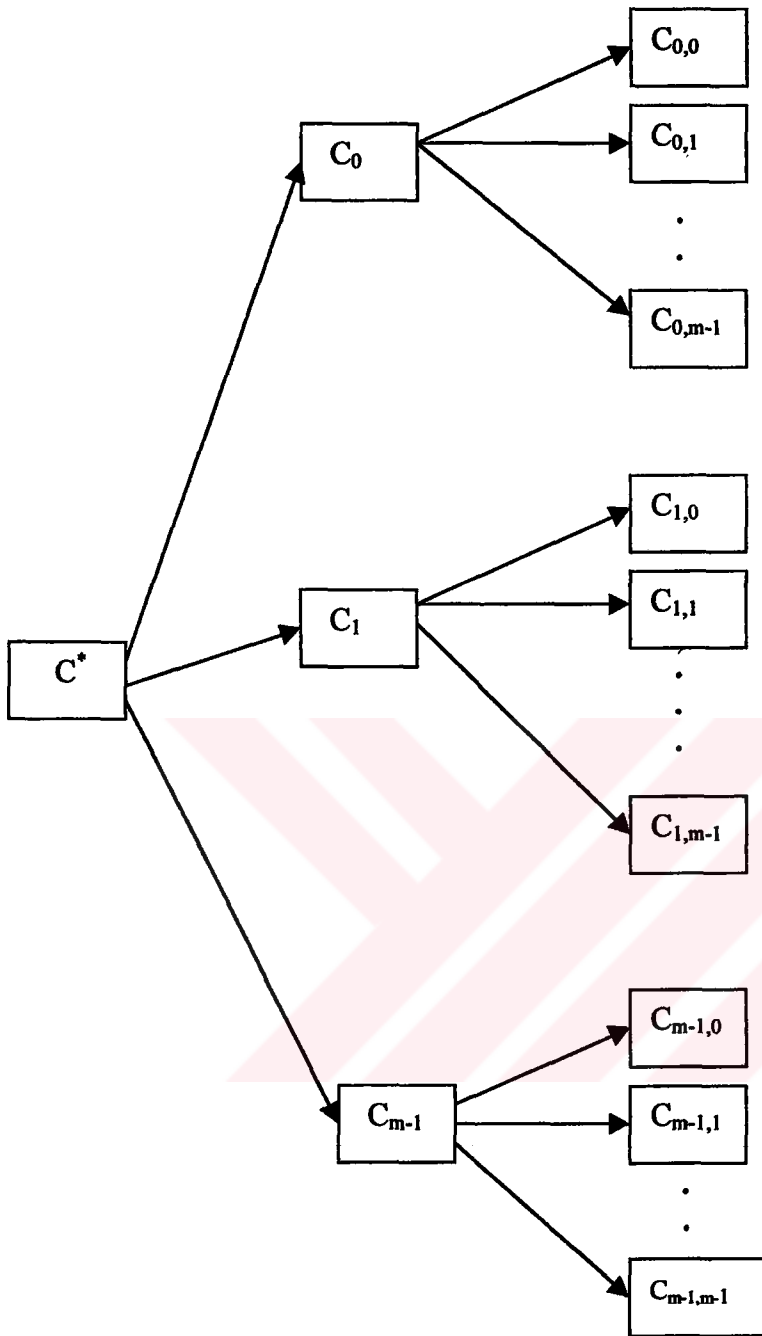 C₀,₀
C₀
C₀,₁
.
.
C₀,ₘ₋₁
C₁,₀
C₁,₁
C₁
C*
.
.
.
C₁,ₘ₋₁
Cₘ₋₁,₀
Cₘ₋₁
Cₘ₋₁,₁
.
.
Cₘ₋₁,ₘ₋₁